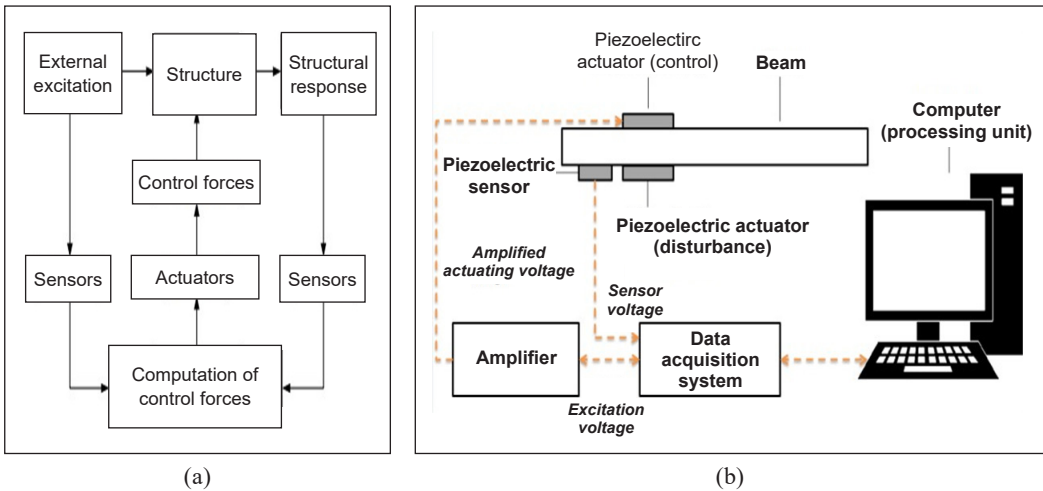 (a)
External
excitation
Structure
Structural
response
Control forces
Sensors
Actuators
Sensors
Computation of
control forces
(b)
Piezoelectirc
actuator (control)
Beam
Computer
(processing unit)
Piezoelectric
sensor
Piezoelectric actuator
(disturbance)
Amplified
actuating voltage
Sensor
voltage
Amplifier
Data
acquisition
system
Excitation
voltage
(a)
(b)